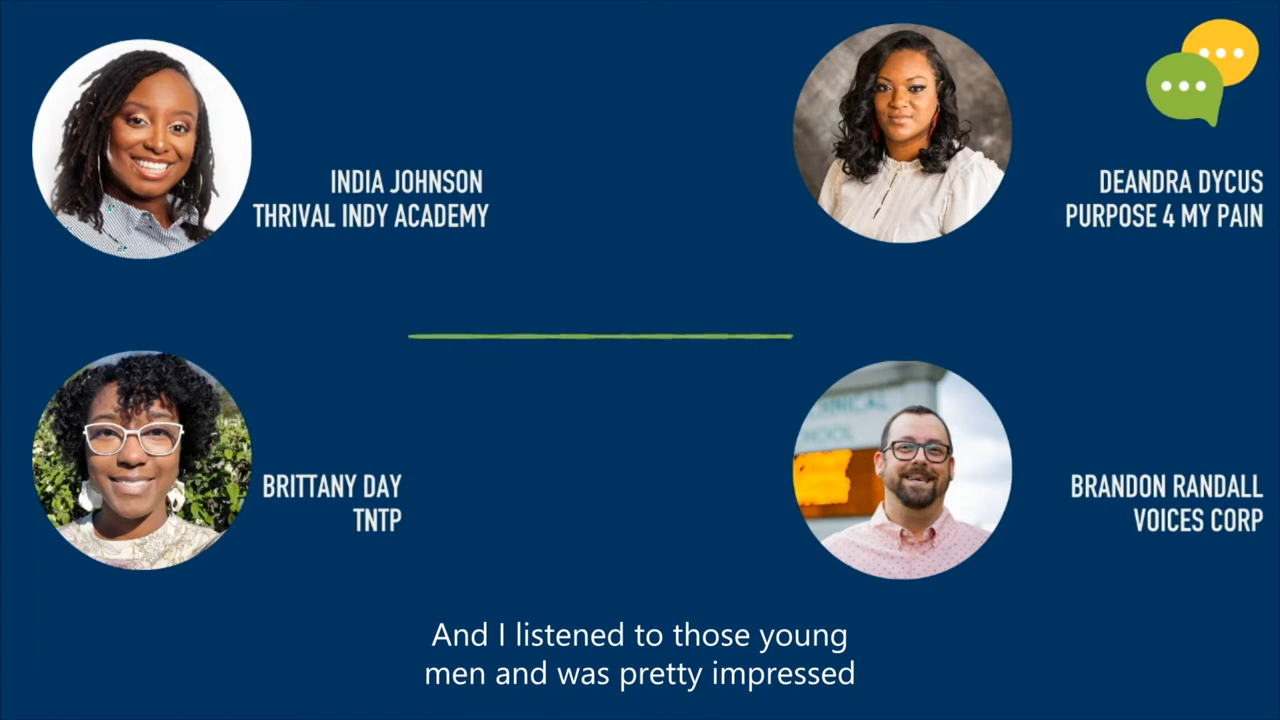 INDIA JOHNSON
THRIVAL INDY ACADEMY
DEANDRA DYCUS
PURPOSE 4 MY PAIN
BRITTANY DAY
TNTP
BRANDON RANDALL
VOICES CORP
And I listened to those young
men and was pretty impressed